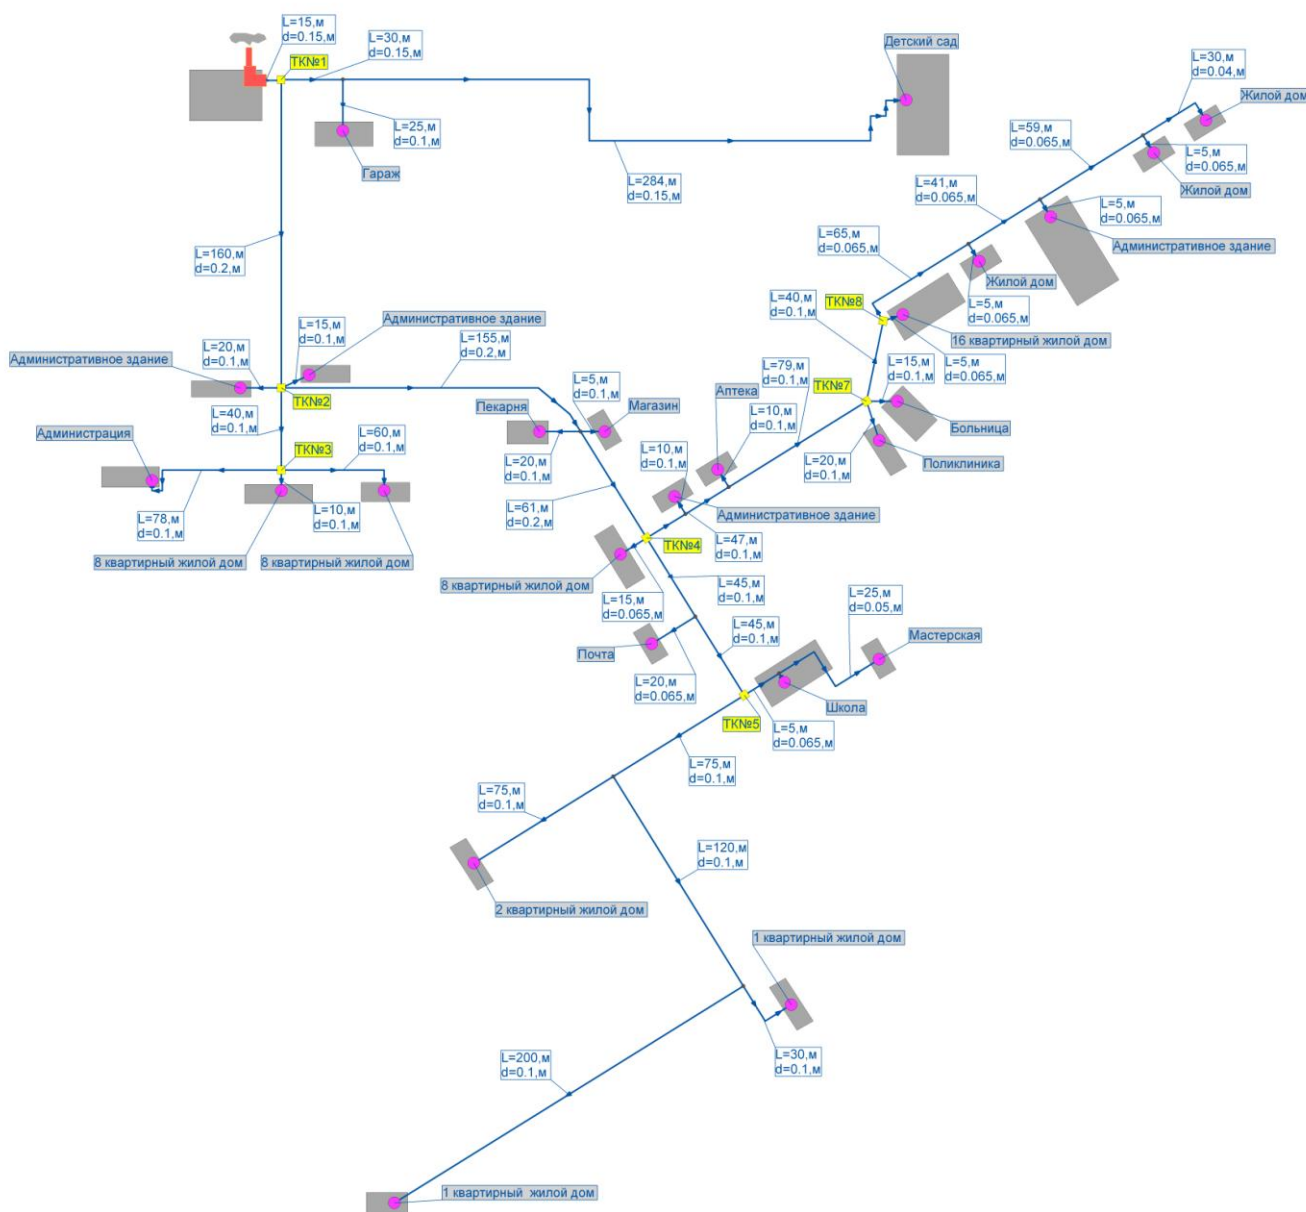 L=15,м
d=0.15,м
L=30,м
d=0.15,м
ТК№1
Детский сад
L=30,м
d=0.04,м
Жилой дом
L=25,м
d=0.1,м
Гараж
L=59,м
d=0.065,м
L=5,м
d=0.065,м
Жилой дом
L=284,м
d=0.15,м
L=41,м
d=0.065,м
L=5,м
d=0.065,м
Административное здание
L=160,м
d=0.2,м
L=65,м
d=0.065,м
Жилой дом
L=5,м
d=0.065,м
L=40,м
d=0.1,м
ТК№8
16 квартирный жилой дом
L=5,м
d=0.065,м
L=15,м
d=0.1,м
Административное здание
L=155,м
d=0.2,м
L=20,м
d=0.1,м
Административное здание
ТК№2
L=79,м
d=0.1,м
ТК№7
L=15,м
d=0.1,м
L=5,м
d=0.1,м
Аптека
L=10,м
d=0.1,м
Пекарня
Магазин
L=40,м
d=0.1,м
Больница
Администрация
L=60,м
d=0.1,м
ТК№3
L=20,м
d=0.1,м
L=10,м
d=0.1,м
L=20,м
d=0.1,м
Поликлиника
L=78,м
d=0.1,м
L=10,м
d=0.1,м
L=61,м
d=0.2,м
Административное здание
ТК№4
L=47,м
d=0.1,м
8 квартирный жилой дом
8 квартирный жилой дом
8 квартирный жилой дом
L=45,м
d=0.1,м
L=15,м
d=0.065,м
L=25,м
d=0.05,м
L=45,м
d=0.1,м
Мастерская
Почта
L=20,м
d=0.065,м
Школа
ТК№5
L=5,м
d=0.065,м
L=75,м
d=0.1,м
L=75,м
d=0.1,м
L=120,м
d=0.1,м
2 квартирный жилой дом
1 квартирный жилой дом
L=200,м
d=0.1,м
L=30,м
d=0.1,м
1 квартирный  жилой дом